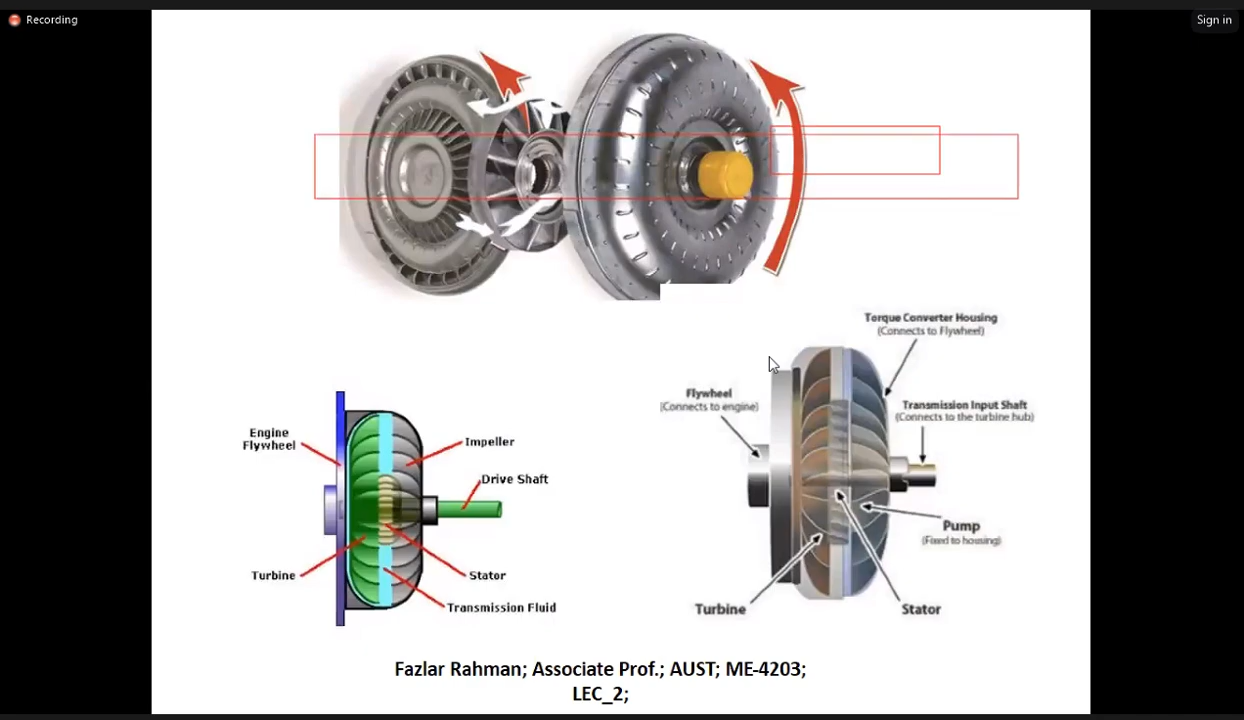 Recording
Sign in
Torque Converter Housing
(Connects to Flywheel)
Flywheel
(Connects to engine)
Transmission Input Shaft
(Connects to the turbine hub)
Engine
Flywheel
Impeller
Drive Shaft
Pump
(Fixed to housing)
Turbine
Stator
Transmission Fluid
Turbine
Stator
Fazlar Rahman; Associate Prof.; AUST; ME-4203;
LEC_2;